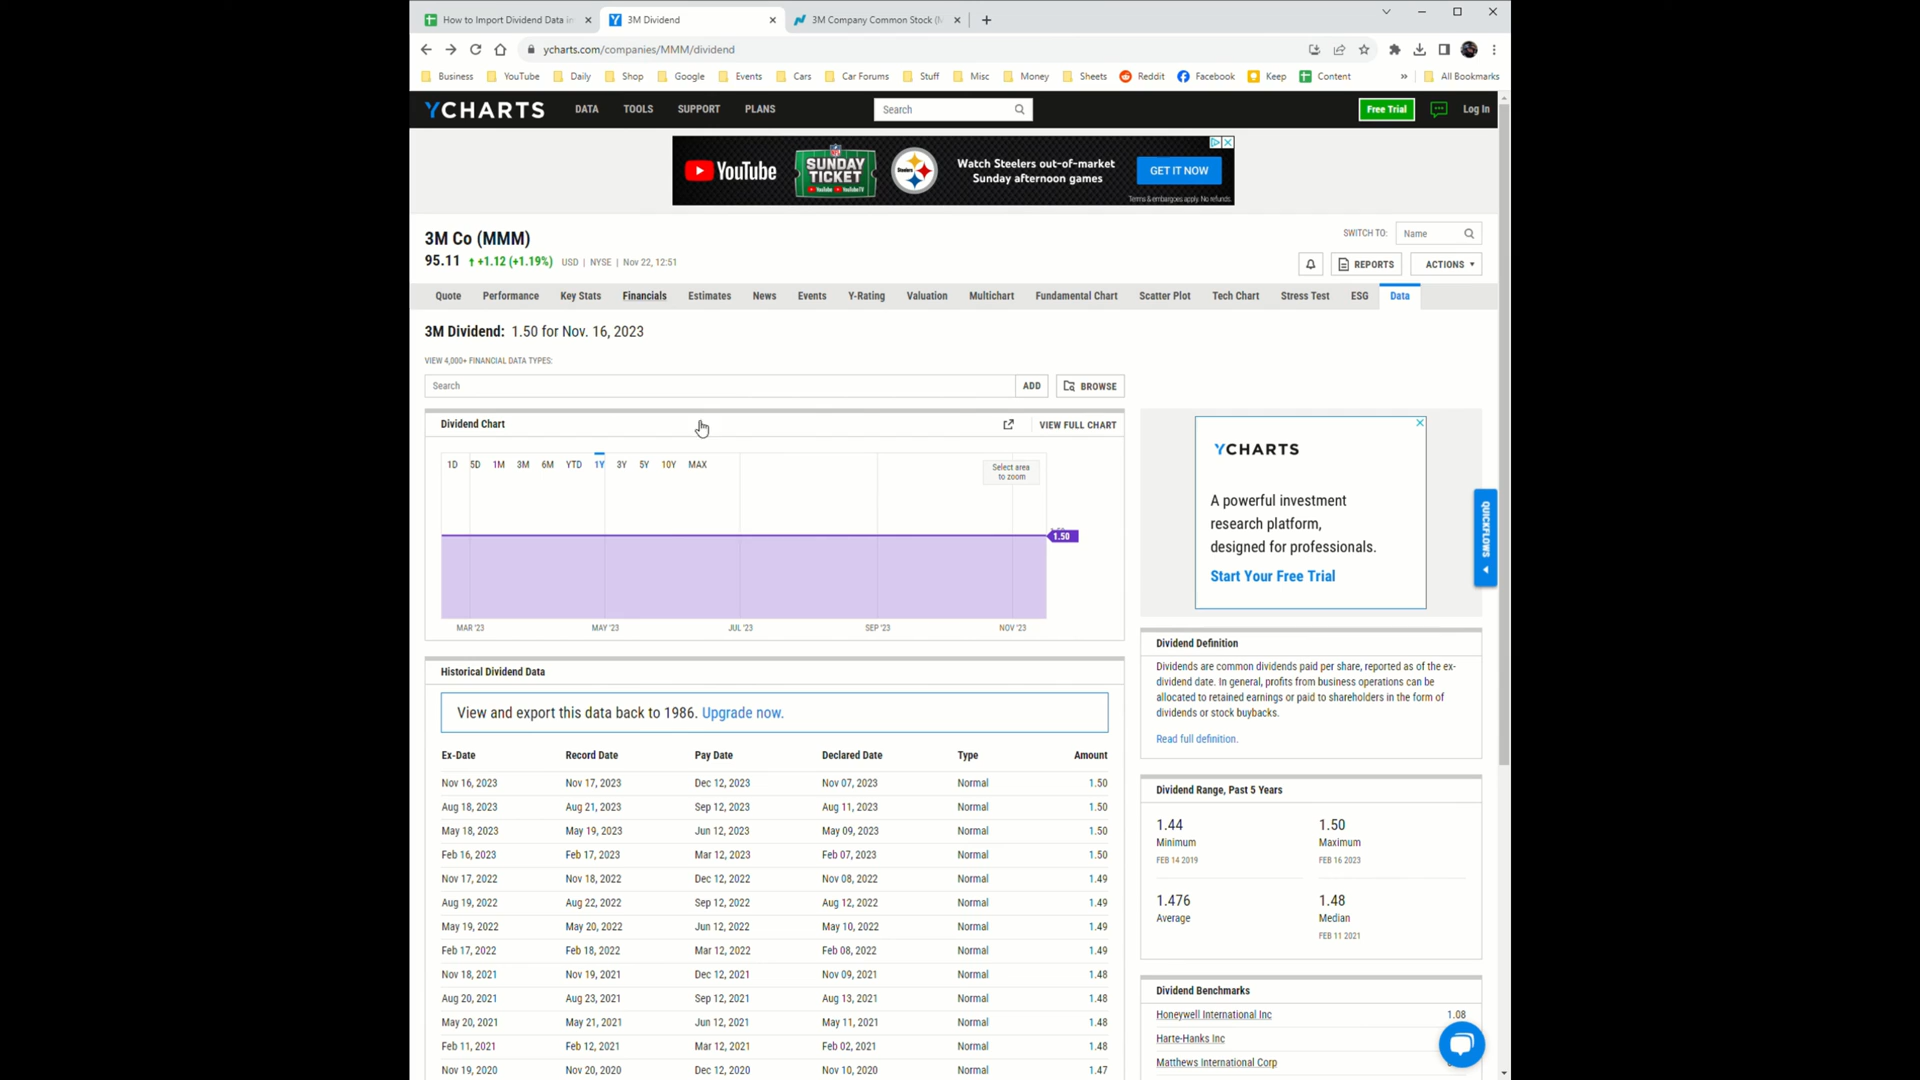 How to Import Dividend Data in
3M Dividend
3M Company Common Stock (M
ycharts.com/companies/MMM/dividend
Business YouTube Daily Shop Google Events Cars Car Forums Stuff Misc Money Sheets Reddit Facebook Keep Content » All Bookmarks
YCHARTS DATA TOOLS SUPPORT PLANS Search Free Trial Log In
YouTube SUNDAY TICKET Steelers Watch Steelers out-of-market
Sunday afternoon games
GET IT NOW
Terms & embargoes apply. No refunds.
3M Co (MMM)
SWITCH TO: Name
95.11 +1.12 (+1.19%) USD | NYSE | Nov 22, 12:51
REPORTS ACTIONS
Quote Performance Key Stats Financials Estimates News Events Y-Rating Valuation Multichart Fundamental Chart Scatter Plot Tech Chart Stress Test ESG Data
3M Dividend: 1.50 for Nov. 16, 2023
VIEW 4,000+ FINANCIAL DATA TYPES:
Search ADD BROWSE
Dividend Chart VIEW FULL CHART
1D 5D 1M 3M 6M YTD 1Y 3Y 5Y 10Y MAX
Select area
to zoom
1.50
MAR '23 MAY '23 JUL '23 SEP '23 NOV '23
Historical Dividend Data
View and export this data back to 1986. Upgrade now.
Ex-Date Record Date Pay Date Declared Date Type Amount
Nov 16, 2023 Nov 17, 2023 Dec 12, 2023 Nov 07, 2023 Normal 1.50
Aug 18, 2023 Aug 21, 2023 Sep 12, 2023 Aug 11, 2023 Normal 1.50
May 18, 2023 May 19, 2023 Jun 12, 2023 May 09, 2023 Normal 1.50
Feb 16, 2023 Feb 17, 2023 Mar 12, 2023 Feb 07, 2023 Normal 1.50
Nov 17, 2022 Nov 18, 2022 Dec 12, 2022 Nov 08, 2022 Normal 1.49
Aug 19, 2022 Aug 22, 2022 Sep 12, 2022 Aug 12, 2022 Normal 1.49
May 19, 2022 May 20, 2022 Jun 12, 2022 May 10, 2022 Normal 1.49
Feb 17, 2022 Feb 18, 2022 Mar 12, 2022 Feb 08, 2022 Normal 1.49
Nov 18, 2021 Nov 19, 2021 Dec 12, 2021 Nov 09, 2021 Normal 1.48
Aug 20, 2021 Aug 23, 2021 Sep 12, 2021 Aug 13, 2021 Normal 1.48
May 20, 2021 May 21, 2021 Jun 12, 2021 May 11, 2021 Normal 1.48
Feb 11, 2021 Feb 12, 2021 Mar 12, 2021 Feb 02, 2021 Normal 1.48
Nov 19, 2020 Nov 20, 2020 Dec 12, 2020 Nov 10, 2020 Normal 1.47
YCHARTS
A powerful investment
research platform,
designed for professionals.
Start Your Free Trial
QUICKFLOWS
Dividend Definition
Dividends are common dividends paid per share, reported as of the ex-
dividend date. In general, profits from business operations can be
allocated to retained earnings or paid to shareholders in the form of
dividends or stock buybacks.
Read full definition.
Dividend Range, Past 5 Years
1.44 1.50
Minimum Maximum
FEB 14 2019 FEB 16 2023
1.476 1.48
Average Median
FEB 11 2021
Dividend Benchmarks
Honeywell International Inc 1.08
Harte-Hanks Inc
Matthews International Corp